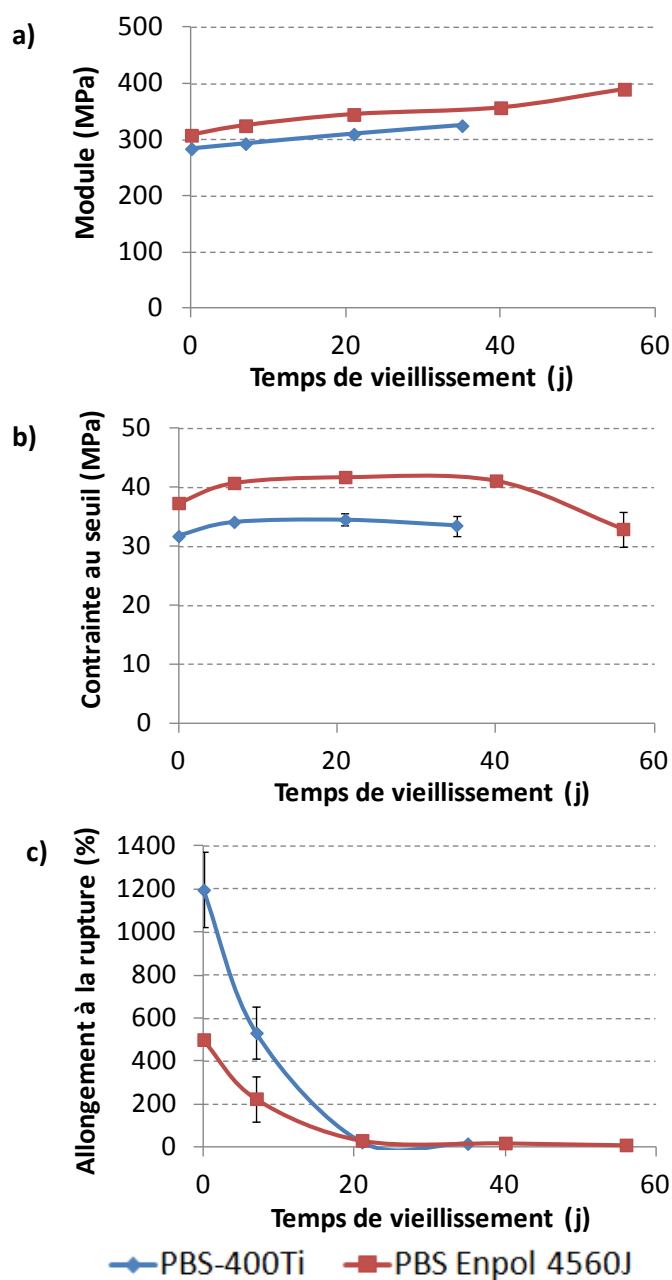 a)
Module (MPa)
500
400
300
200
100
0
0 20 40 60
Temps de vieillissement (j)
b)
Contrainte au seuil (MPa)
50
40
30
20
10
0
0 20 40 60
Temps de vieillissement (j)
c)
Allongement à la rupture (%)
1400
1200
1000
800
600
400
200
0
0 20 40 60
Temps de vieillissement (j)
PBS-400Ti PBS Enpol 4560J